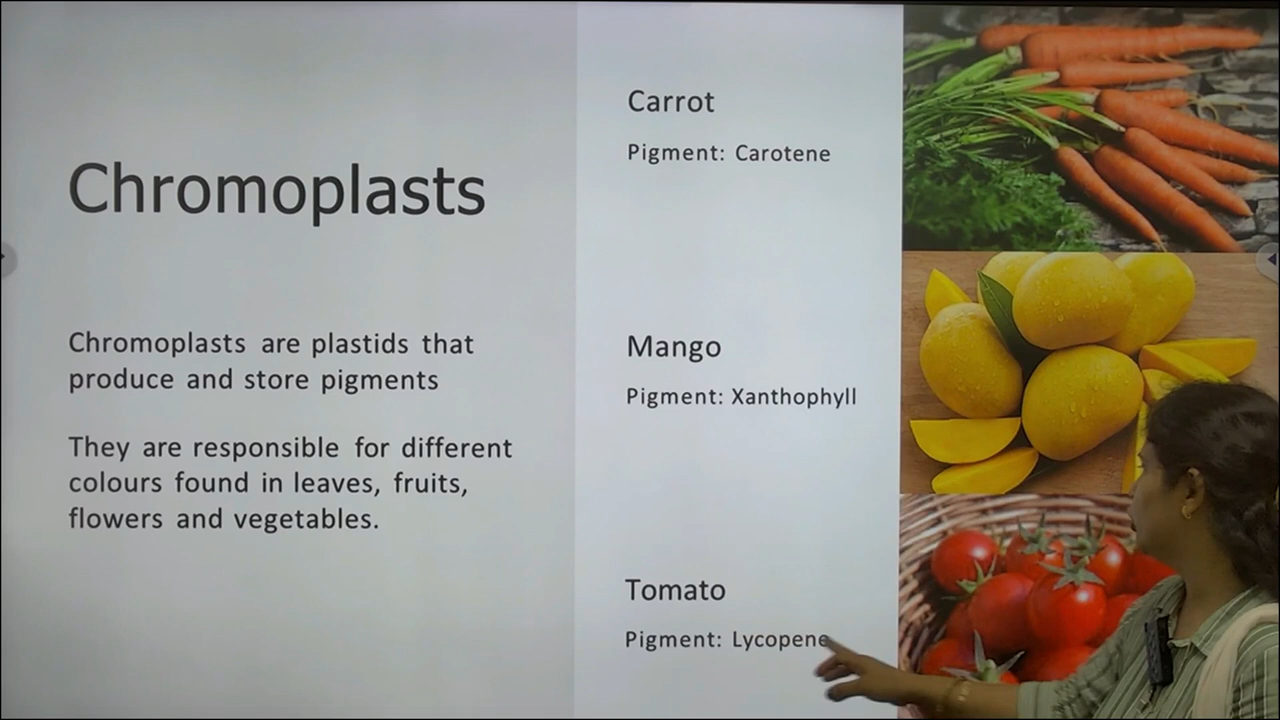 Chromoplasts
Chromoplasts are plastids that
produce and store pigments
They are responsible for different
colours found in leaves, fruits,
flowers and vegetables.
Carrot
Pigment: Carotene
Mango
Pigment: Xanthophyll
Tomato
Pigment: Lycopene